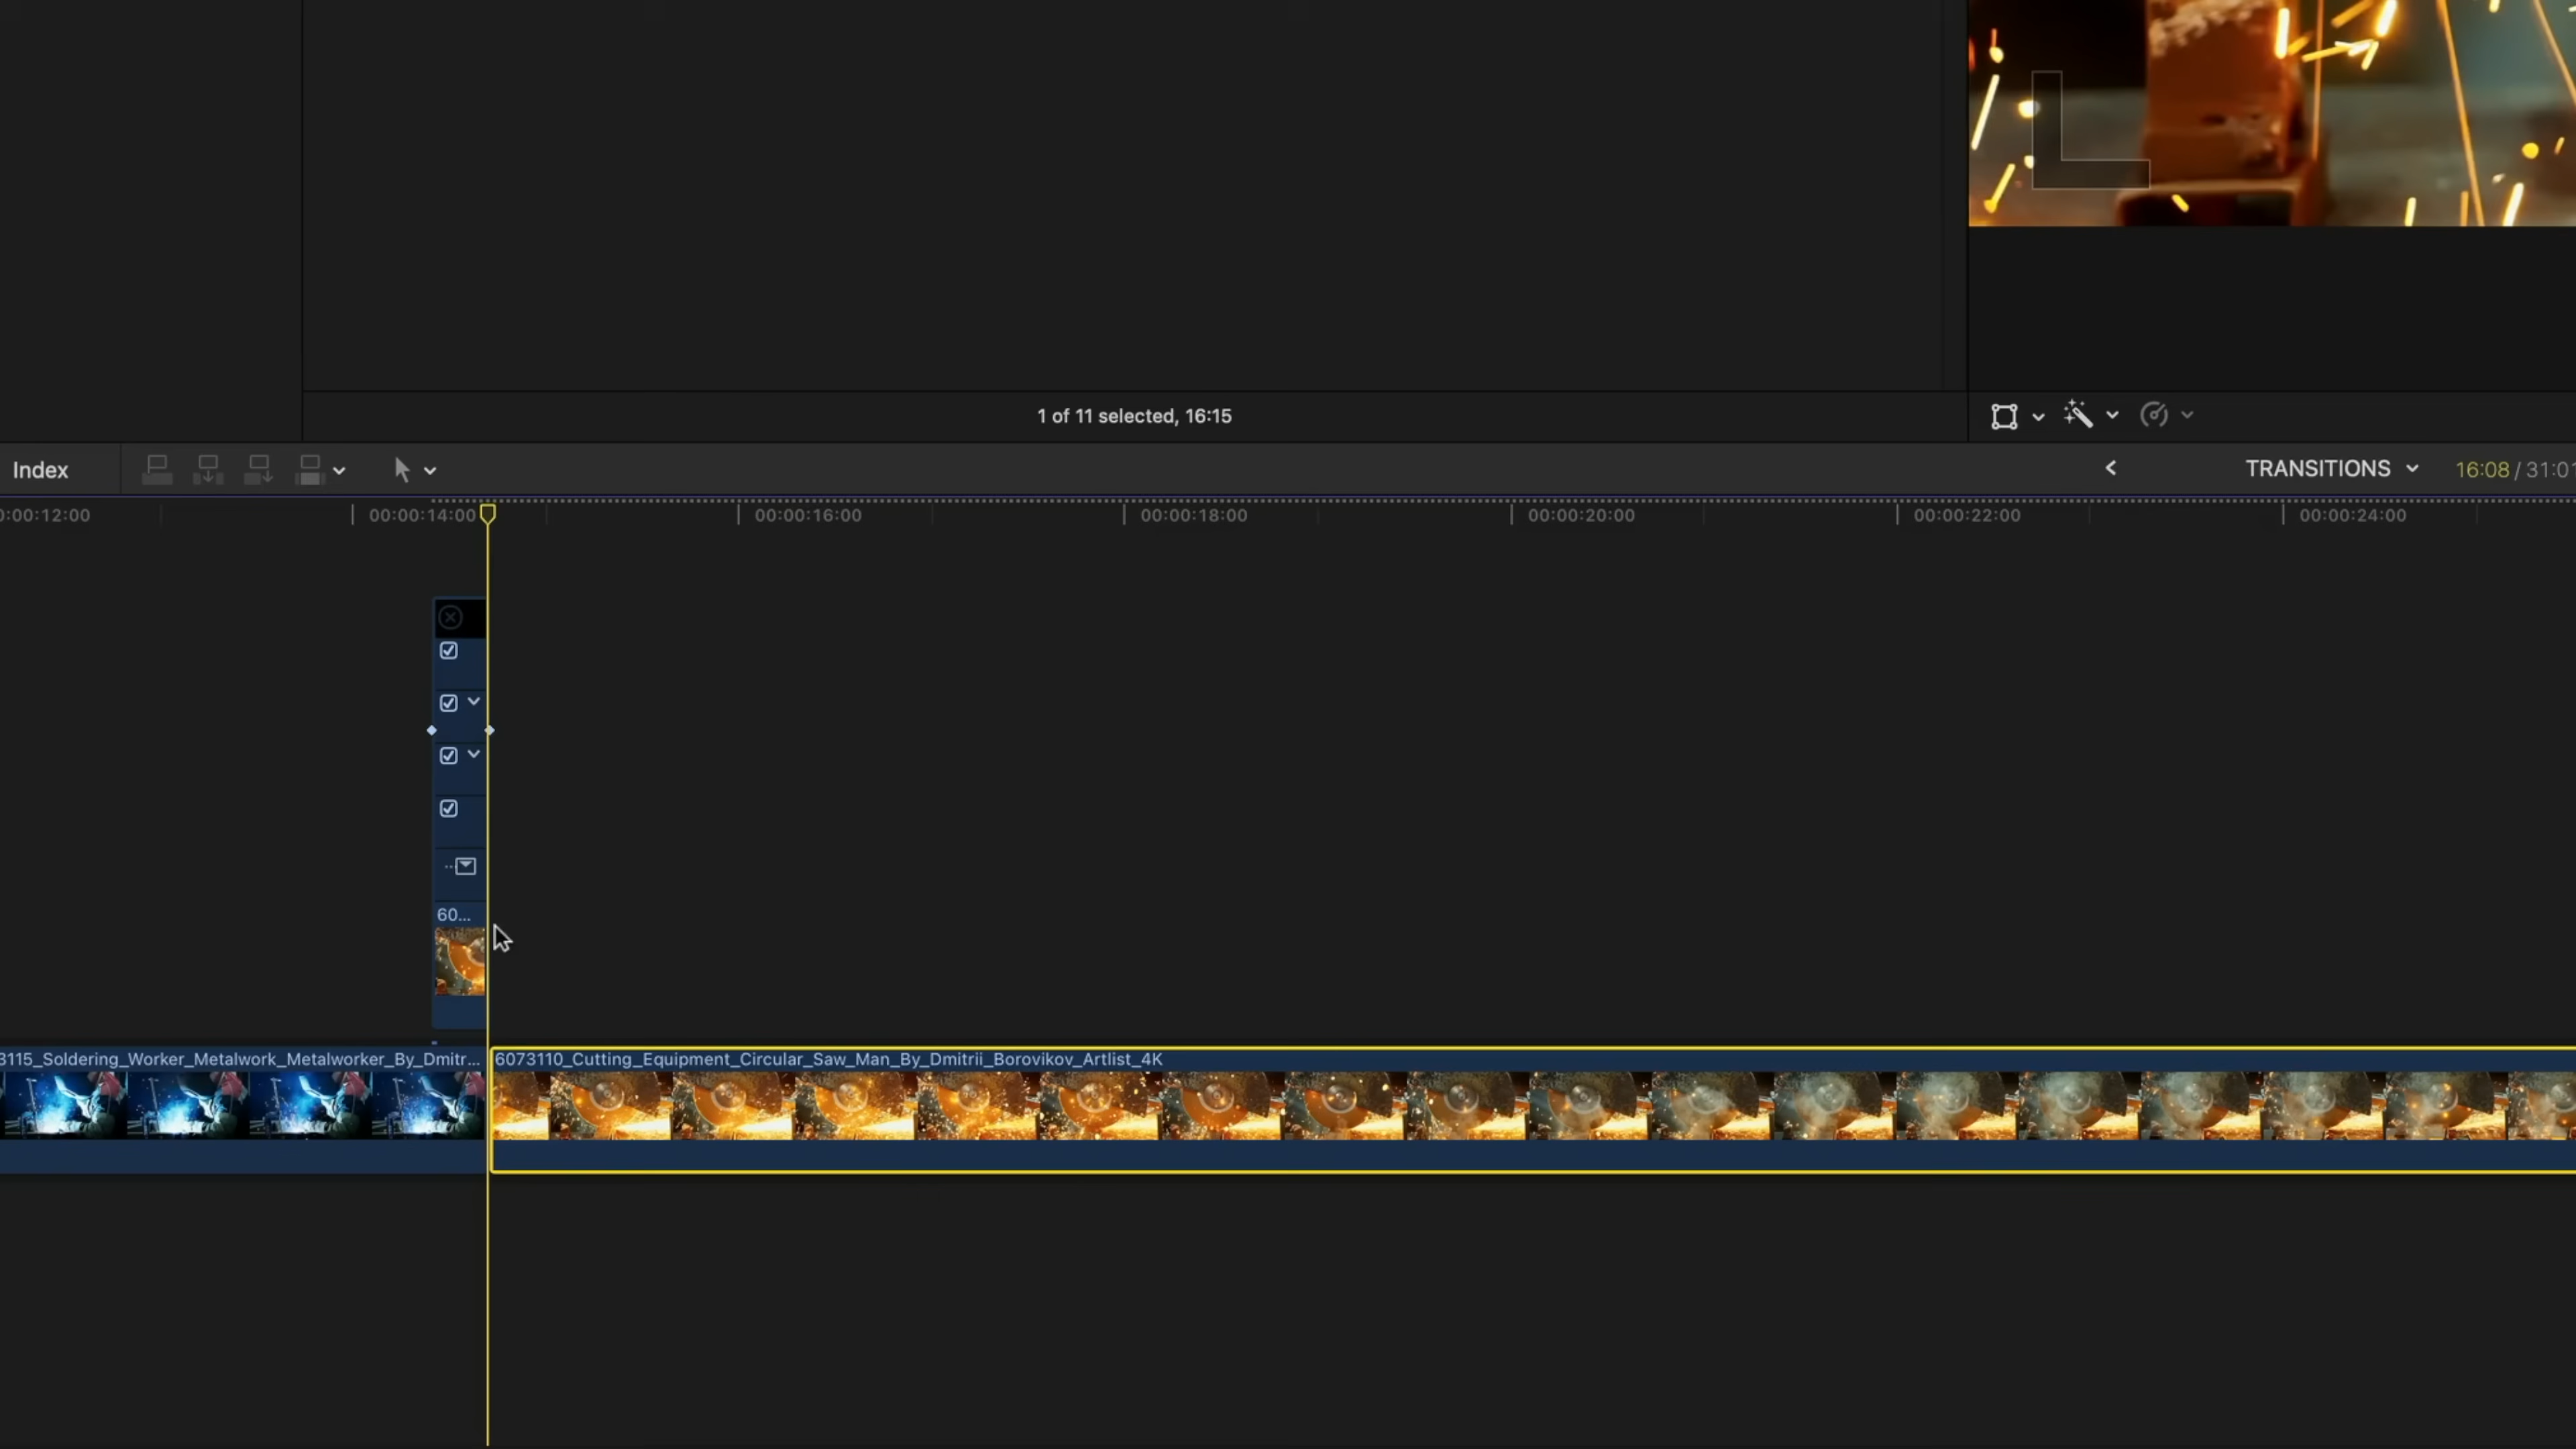 1 of 11 selected, 16:15
Index
TRANSITIONS
16:08 / 31:01
0:00:12:00
00:00:14:00
00:00:16:00
00:00:18:00
00:00:20:00
00:00:22:00
00:00:24:00
60...
3115_Soldering_Worker_Metalwork_Metalworker_By_Dmitr...
6073110_Cutting_Equipment_Circular_Saw_Man_By_Dmitrii_Borovikov_Artlist_4K